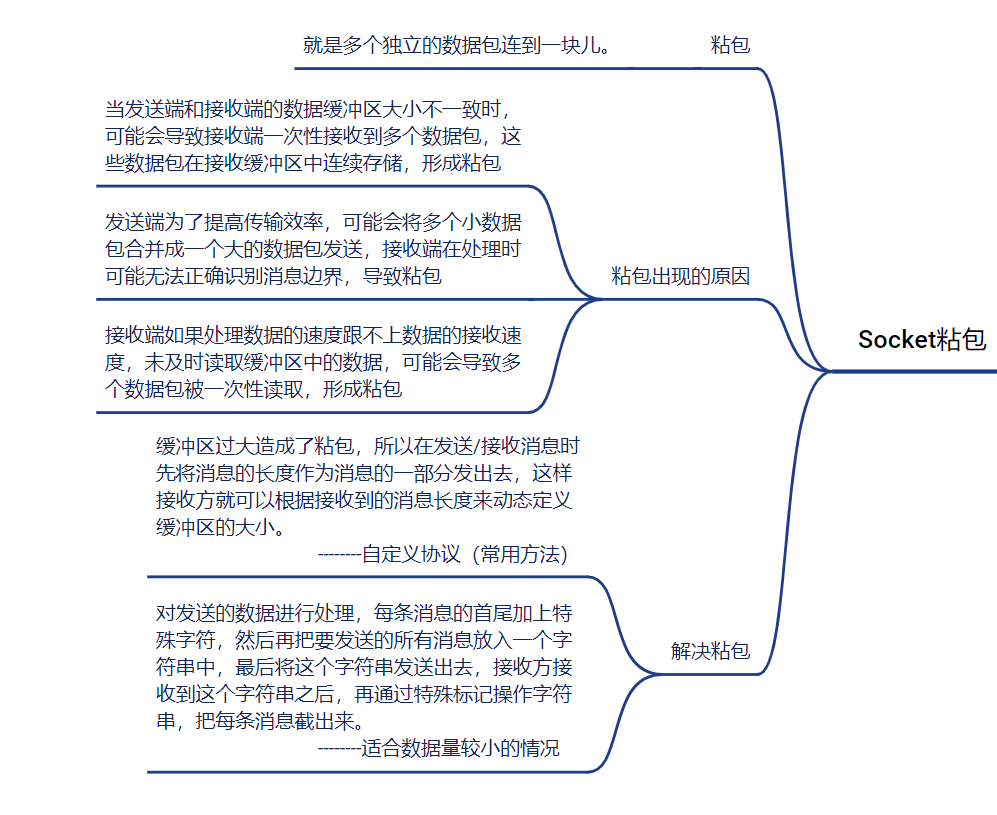 就是多个独立的数据包连到一块儿。
粘包
当发送端和接收端的数据缓冲区大小不一致时，
可能会导致接收端一次性接收到多个数据包，这
些数据包在接收缓冲区中连续存储，形成粘包
发送端为了提高传输效率，可能会将多个小数据
包合并成一个大的数据包发送，接收端在处理时
可能无法正确识别消息边界，导致粘包
粘包出现的原因
接收端如果处理数据的速度跟不上数据的接收速
度，未及时读取缓冲区中的数据，可能会导致多
个数据包被一次性读取，形成粘包
Socket粘包
缓冲区过大造成了粘包，所以在发送/接收消息时
先将消息的长度作为消息的一部分发出去，这样
接收方就可以根据接收到的消息长度来动态定义
缓冲区的大小。
--------自定义协议（常用方法）
对发送的数据进行处理，每条消息的首尾加上特
殊字符，然后再把要发送的所有消息放入一个字
符串中，最后将这个字符串发送出去，接收方接
收到这个字符串之后，再通过特殊标记操作字符
串，把每条消息截出来。
--------适合数据量较小的情况
解决粘包